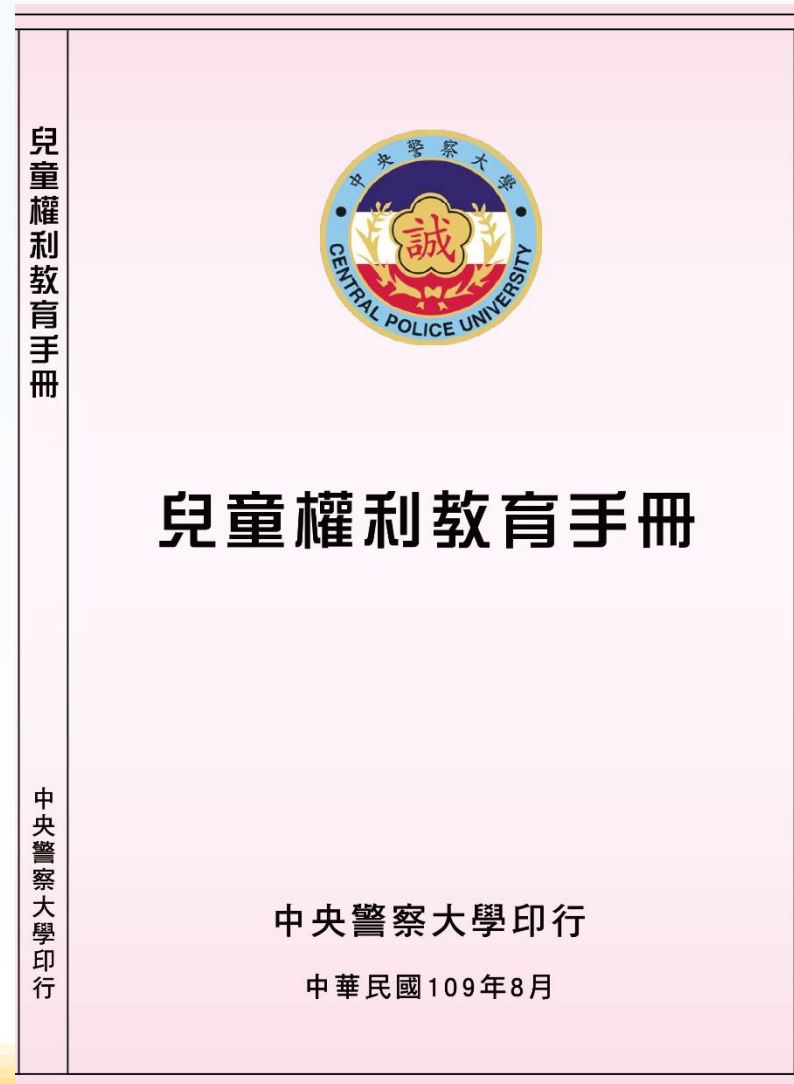 兒童權利教育手冊
中央警察大學印行
中央警察大學
誠
CENTRAL POLICE UNIVERSITY
兒童權利教育手冊
中央警察大學印行
中華民國109年8月